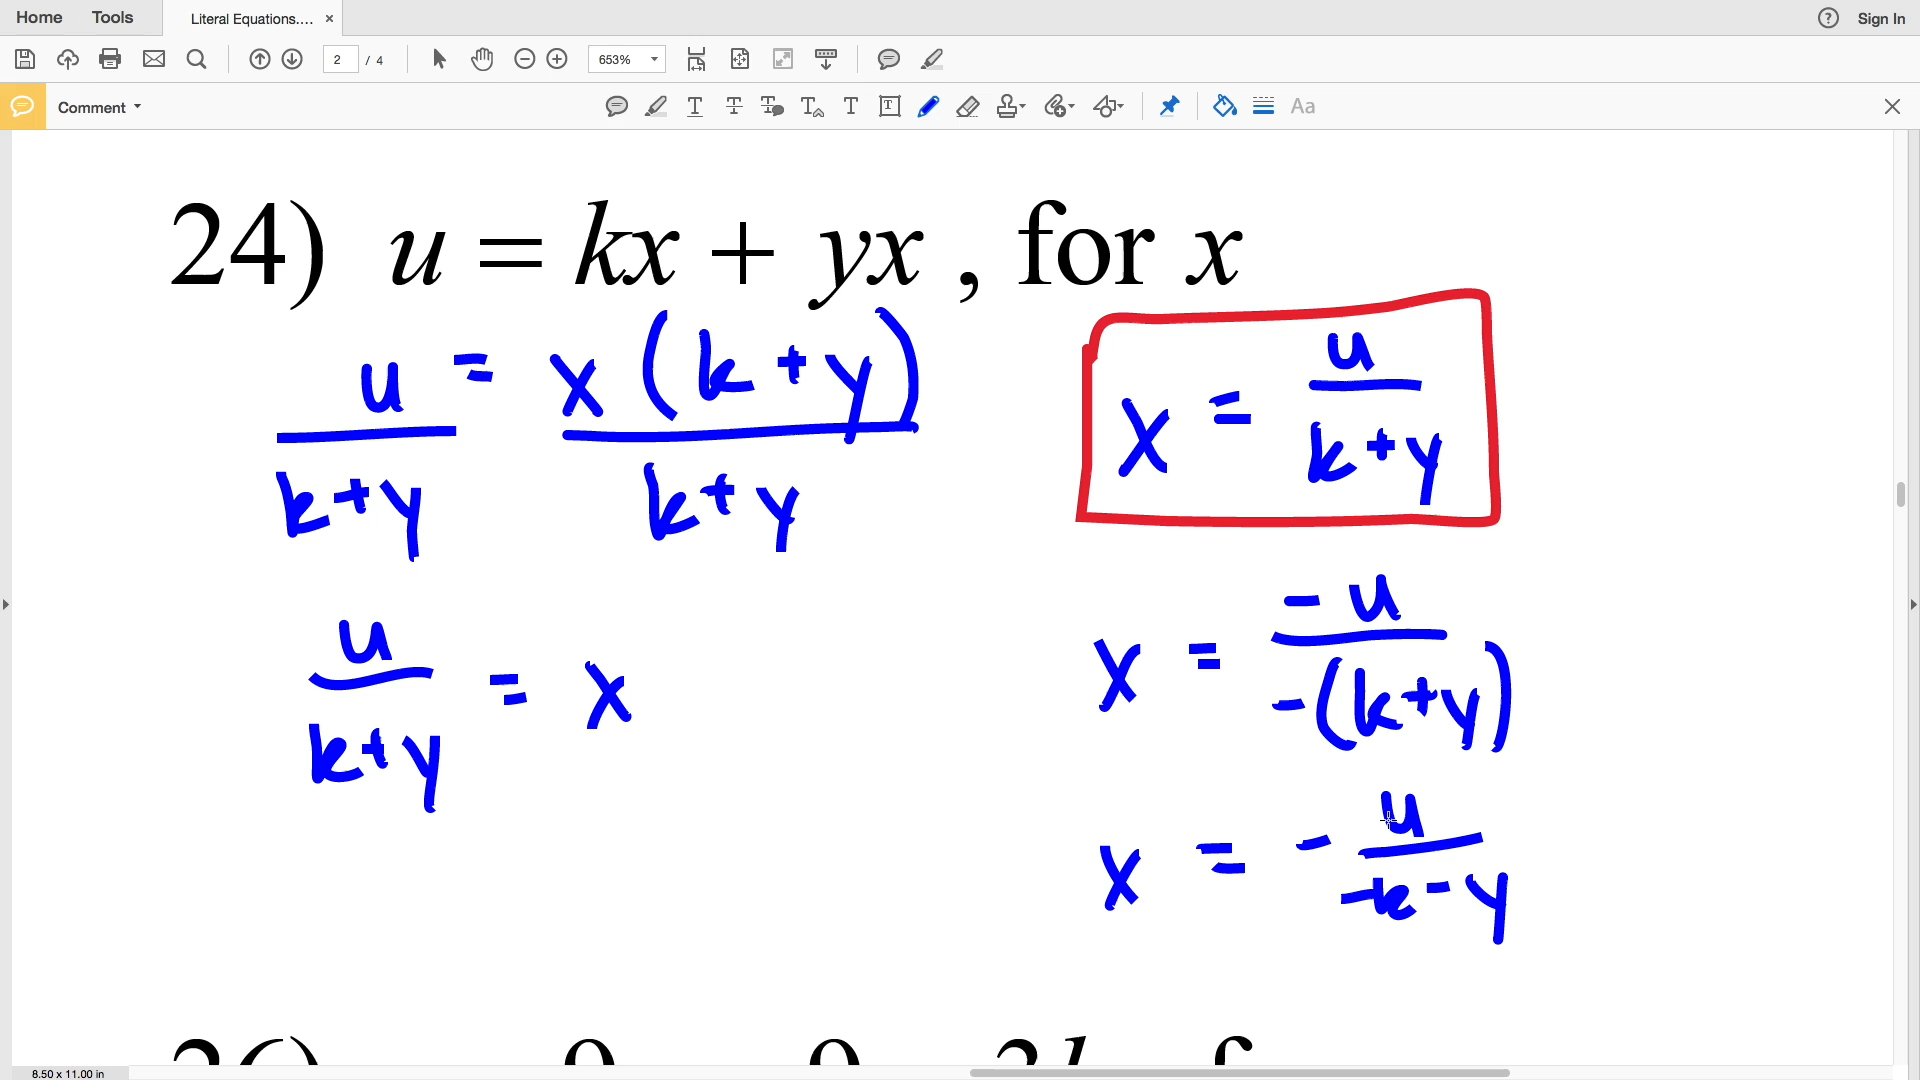 Home Tools Literal Equations.... × ? Sign In
2 / 4 653%
Comment T T T T T T Aa
24) u = kx + yx , for x
u = x (k + y)
k + y k + y
u
k + y = x
x = u
k + y
x = - u
- (k + y)
x = - u
-k - y
8.50 x 11.00 in